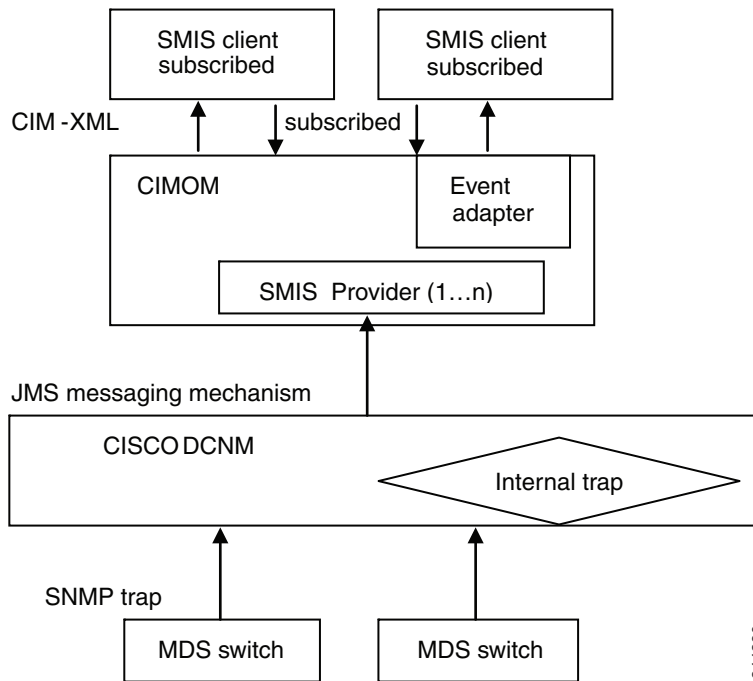 SMIS client
subscribed
SMIS client
subscribed
CIM -XML
subscribed
CIMOM
Event
adapter
SMIS Provider (1...n)
JMS messaging mechanism
CISCO DCNM
Internal trap
SNMP trap
MDS switch
MDS switch